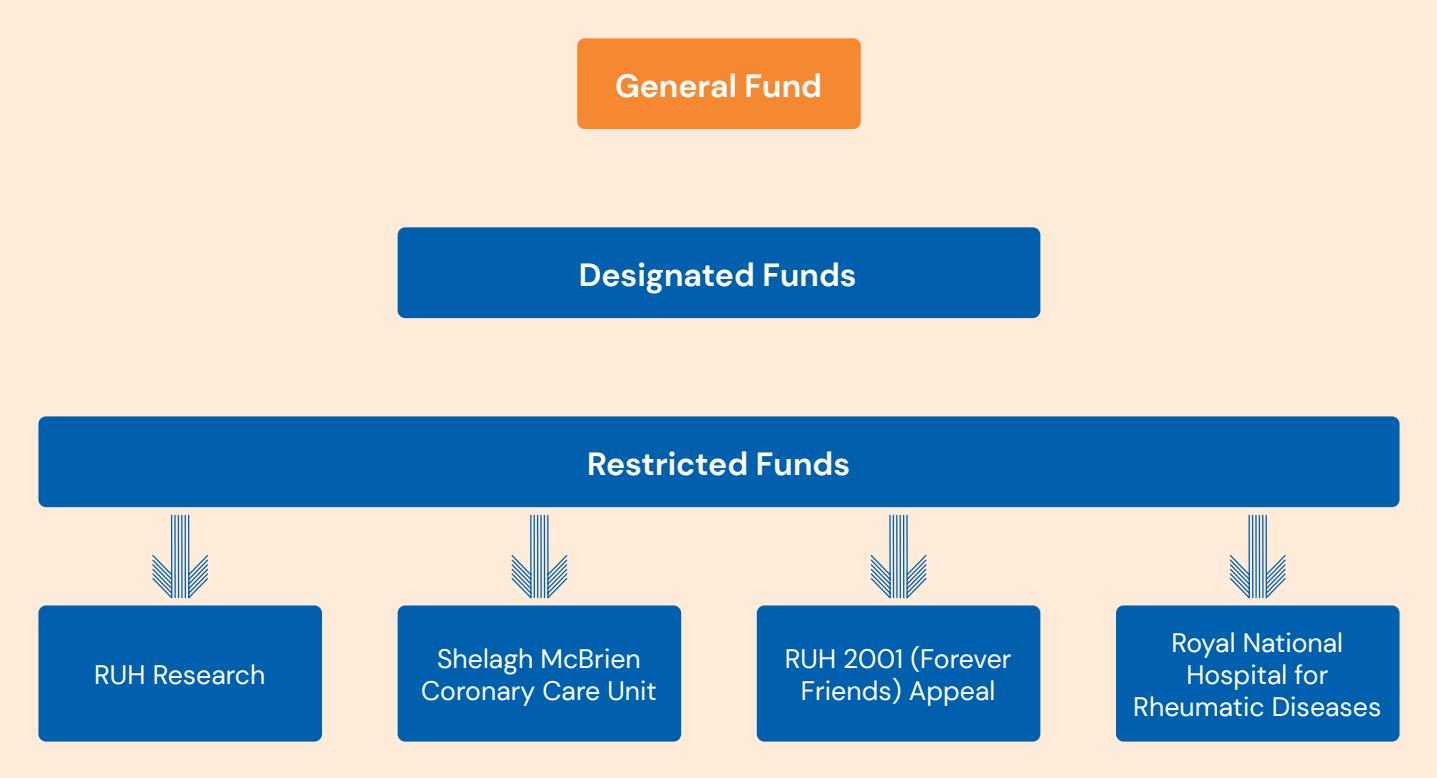 General Fund
Designated Funds
Restricted Funds
RUH Research
Shelagh McBrien
Coronary Care Unit
RUH 2001 (Forever
Friends) Appeal
Royal National
Hospital for
Rheumatic Diseases